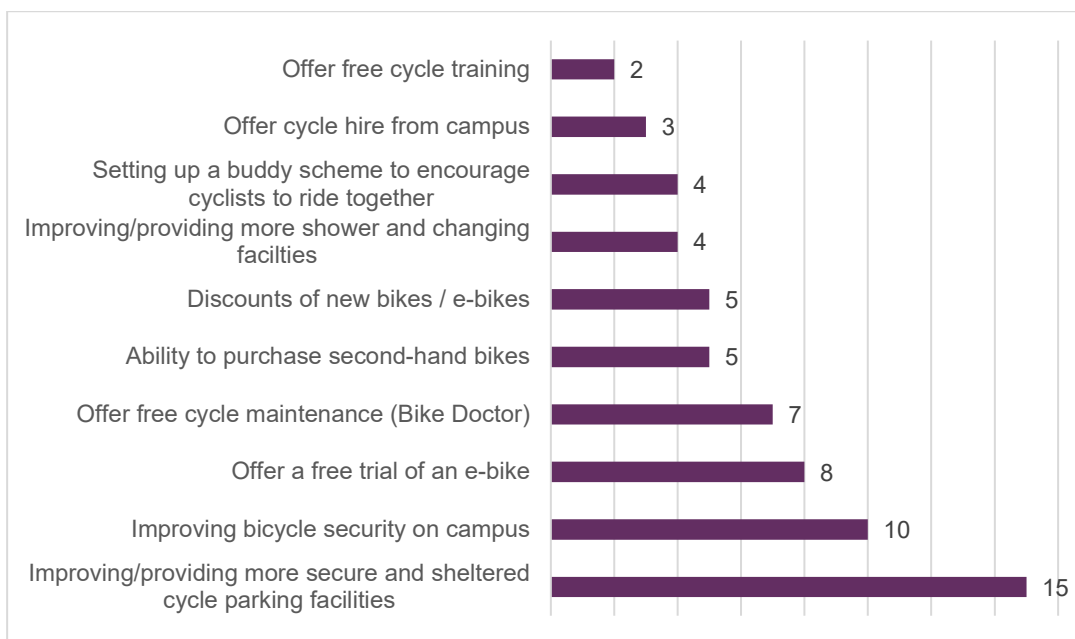 Offer free cycle training
2
Offer cycle hire from campus
3
Setting up a buddy scheme to encourage
cyclists to ride together
4
Improving/providing more shower and changing
facilties
4
Discounts of new bikes / e-bikes
5
Ability to purchase second-hand bikes
5
Offer free cycle maintenance (Bike Doctor)
7
Offer a free trial of an e-bike
8
Improving bicycle security on campus
10
Improving/providing more secure and sheltered
cycle parking facilities
15